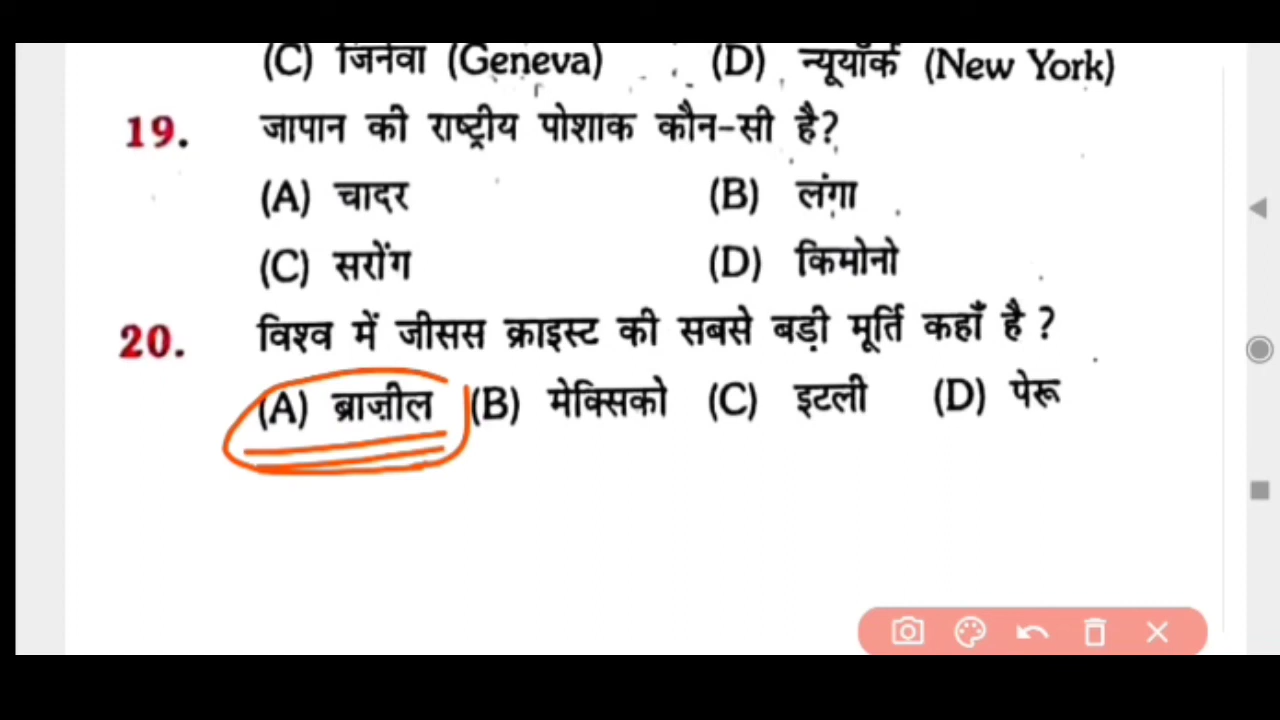 (C) जिनेवा (Geneva) (D) न्यूयॉर्क (New York)
19. जापान की राष्ट्रीय पोशाक कौन-सी है?
(A) चादर (B) लंगा
(C) सरोंग (D) किमोनो
20. विश्व में जीसस क्राइस्ट की सबसे बड़ी मूर्ति कहाँ है ?
(A) ब्राज़ील (B) मेक्सिको (C) इटली (D) पेरू